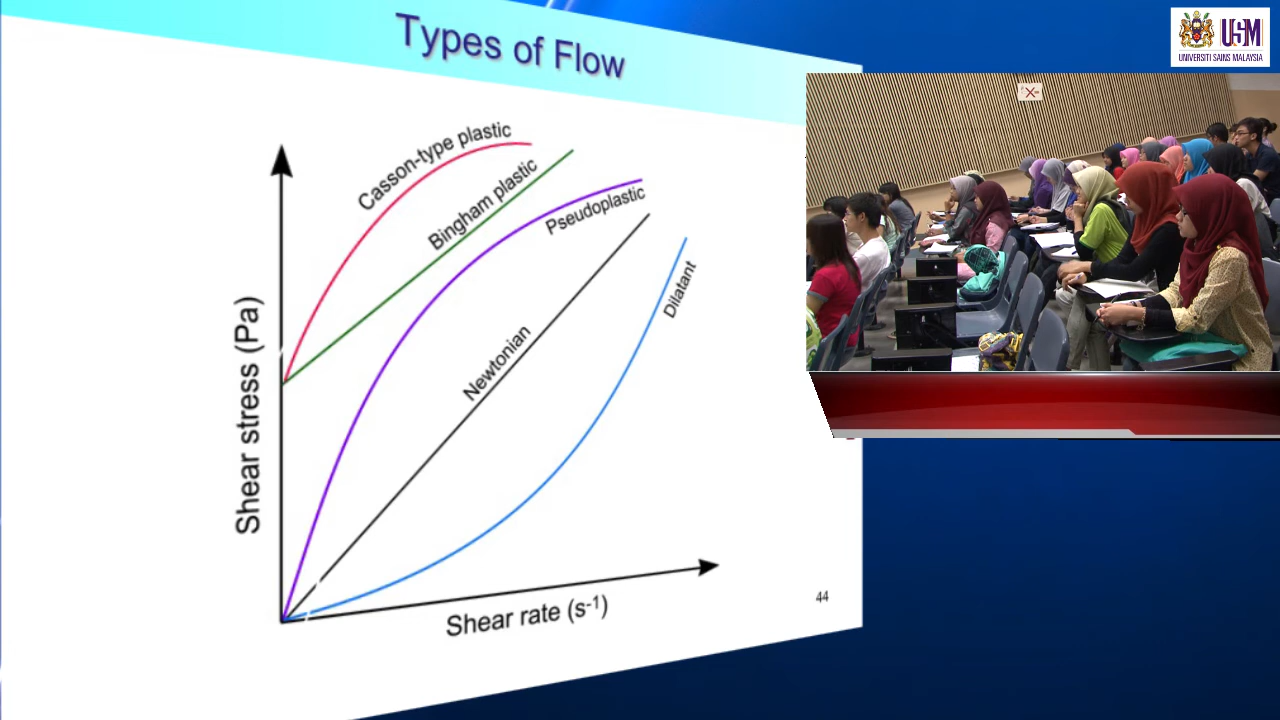 Types of Flow
USM
UNIVERSITI SAINS MALAYSIA
Casson-type plastic
Bingham plastic
Pseudoplastic
Newtonian
Dilatant
Shear stress (Pa)
Shear rate (s-1)
44